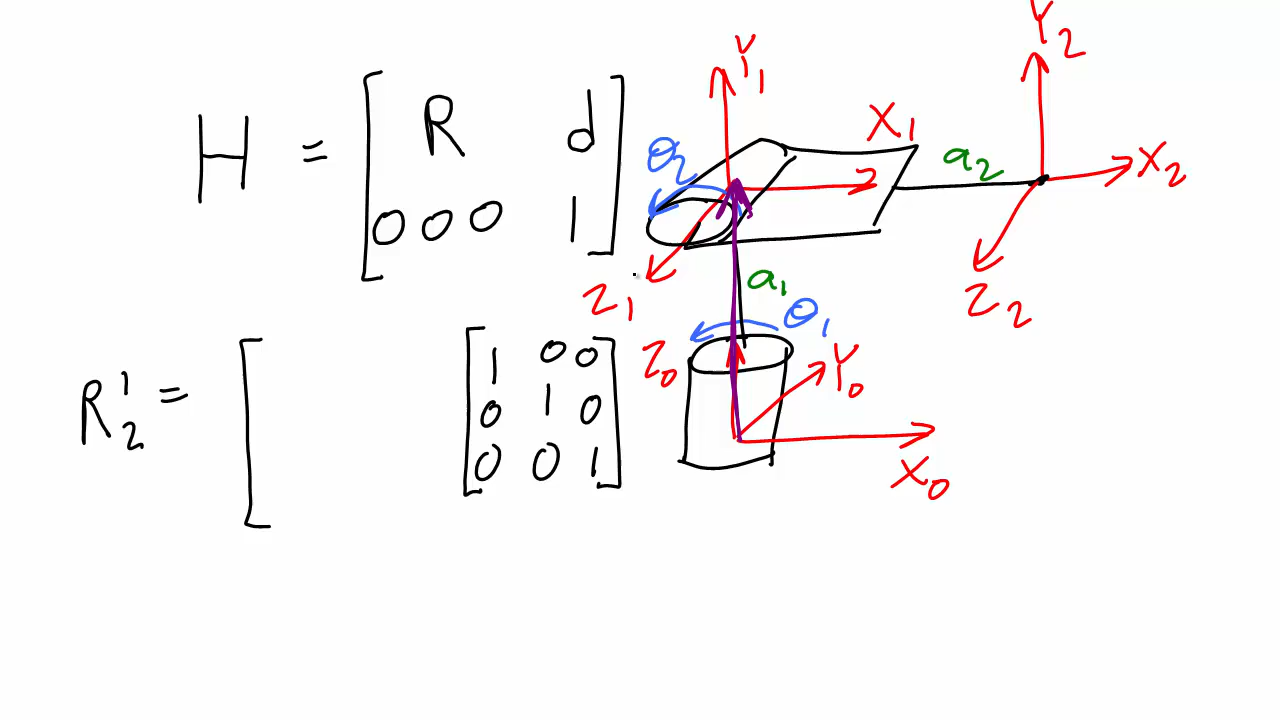 H = [ R d
0 0 0 1 ]
R₂¹ = [
[ 1 0 0
0 1 0
0 0 1 ]
Y₁
X₁
Z₁
θ₂
a₂
Y₂
X₂
Z₂
a₁
θ₁
Z₀
Y₀
X₀